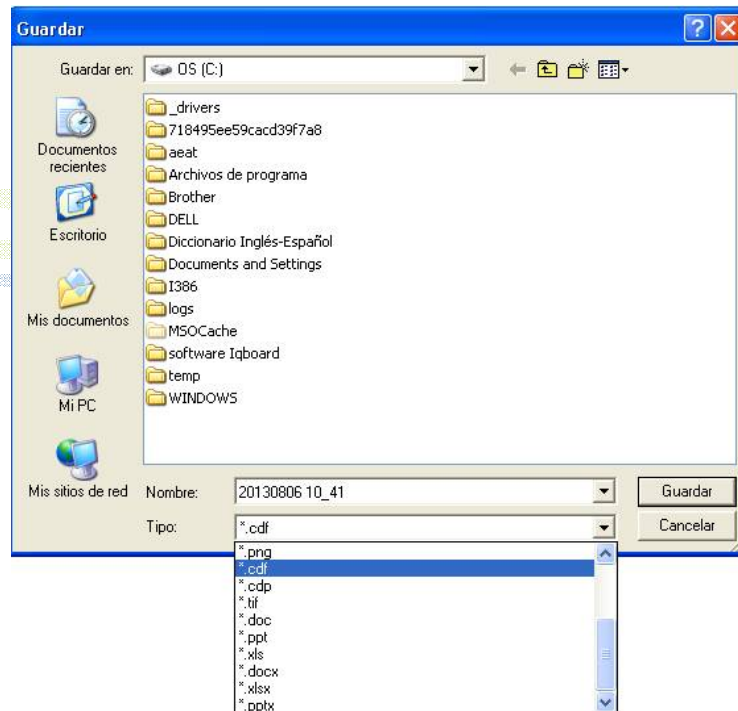 Guardar
Guardar en:
OS (C:)
Documentos
recientes
Escritorio
Mis documentos
Mi PC
Mis sitios de red
_drivers
718495ee59cacd39f7a8
aeat
Archivos de programa
Brother
DELL
Diccionario Inglés-Español
Documents and Settings
I386
logs
MSOCache
software Iqboard
temp
WINDOWS
Nombre:
20130806 10_41
Guardar
Tipo:
*.cdf
Cancelar
*.png
*.cdf
*.cdp
*.tif
*.doc
*.ppt
*.xls
*.docx
*.xlsx
*.pptx